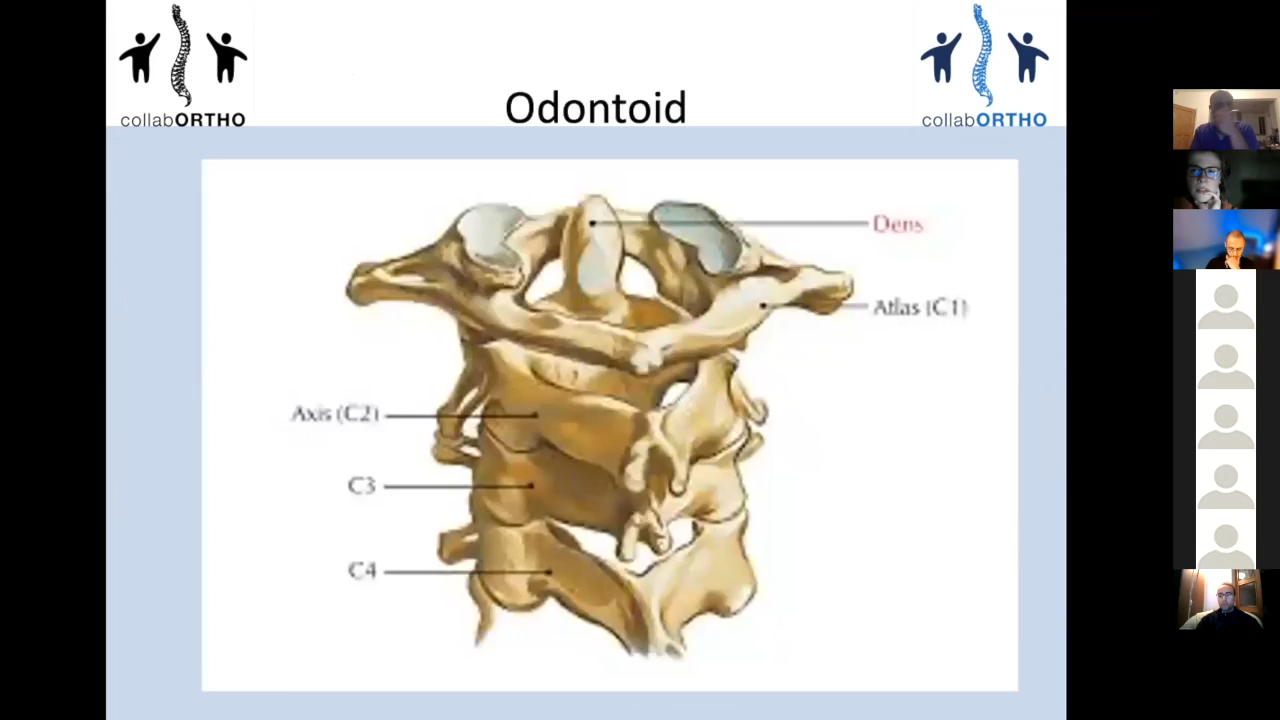 collabORTHO
Odontoid
collabORTHO
Dens
Atlas (C1)
Axis (C2)
C3
C4